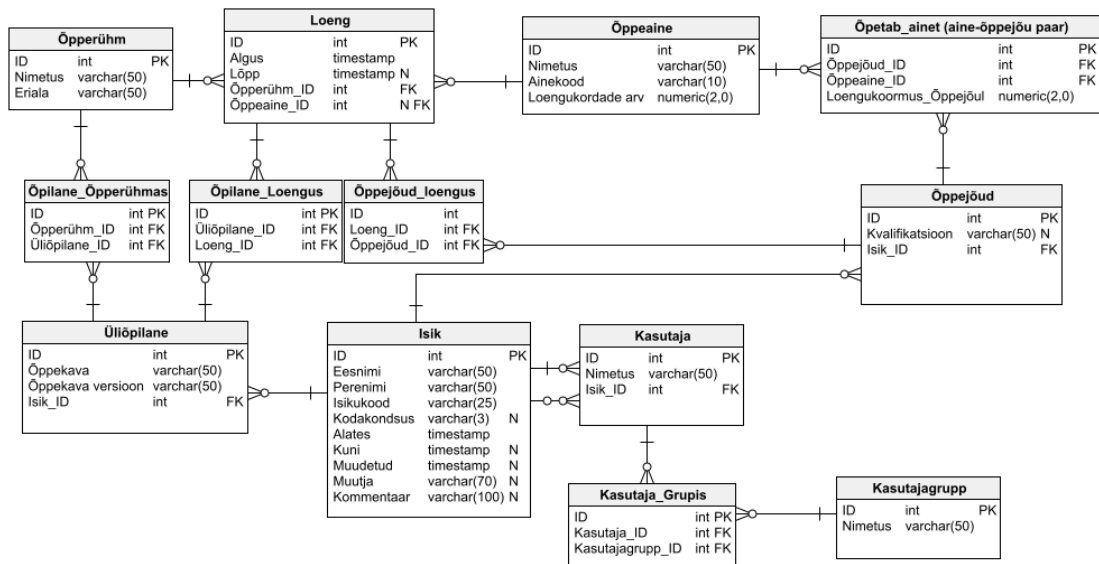 Õpperühm
ID int PK
Nimetus varchar(50)
Eriala varchar(50)
Loeng
ID int PK
Algus timestamp
Lõpp timestamp N
Õpperühm_ID int FK
Õppeaine_ID int N FK
Õppeaine
ID int PK
Nimetus varchar(50)
Ainekood varchar(10)
Loengukordade arv numeric(2,0)
Õpetab_ainet (aine-õppejõu paar)
ID int PK
Õppejõud_ID int FK
Õppeaine_ID int FK
Loengukoormus_Õppejõul numeric(2,0)
Õpilane_Õpperühmas
ID int PK
Õpperühm_ID int FK
Üliõpilane_ID int FK
Õpilane_Loengus
ID int PK
Üliõpilane_ID int FK
Loeng_ID int FK
Õppejõud_loengus
ID int
Loeng_ID int FK
Õppejõud_ID int FK
Õppejõud
ID int PK
Kvalifikatsioon varchar(50) N
Isik_ID int FK
Üliõpilane
ID int PK
Õppekava varchar(50)
Õppekava versioon varchar(50)
Isik_ID int FK
Isik
ID int PK
Eesnimi varchar(50)
Perenimi varchar(50)
Isikukood varchar(25)
Kodakondsus varchar(3) N
Alates timestamp
Kuni timestamp N
Muudetud timestamp N
Muutja varchar(70) N
Kommentaar varchar(100) N
Kasutaja
ID int PK
Nimetus varchar(50)
Isik_ID int FK
Kasutaja_Grupis
ID int PK
Kasutaja_ID int FK
Kasutajagrupp_ID int FK
Kasutajagrupp
ID int PK
Nimetus varchar(50)